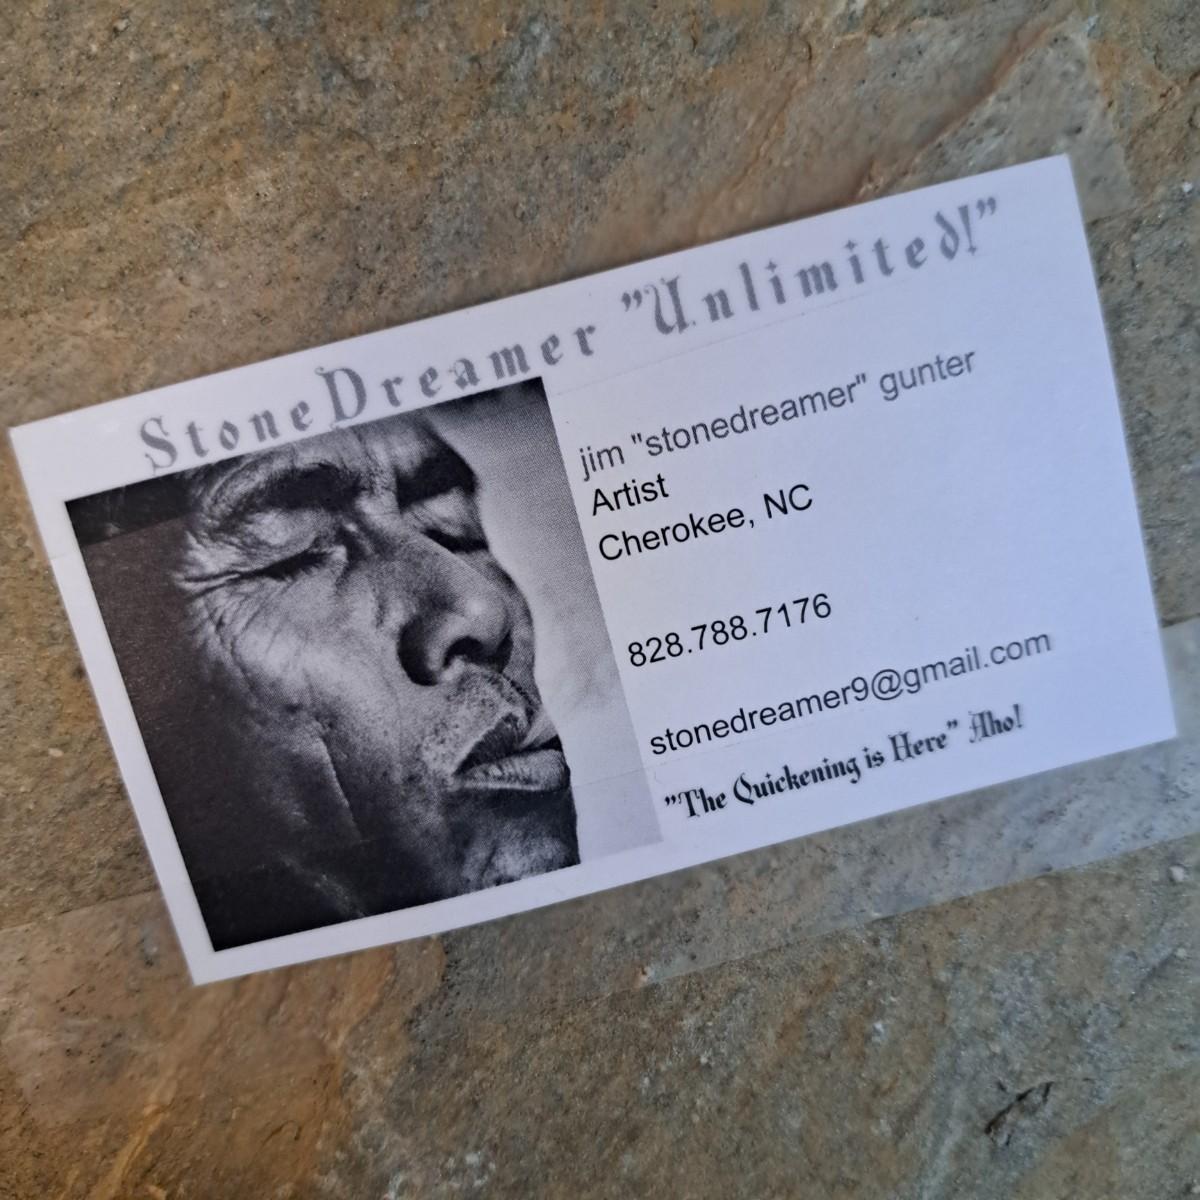 StoneDreamer "Unlimited!"
jim "stonedreamer" gunter
Artist
Cherokee, NC
828.788.7176
stonedreamer9@gmail.com
"The Quickening is Here" Aho!